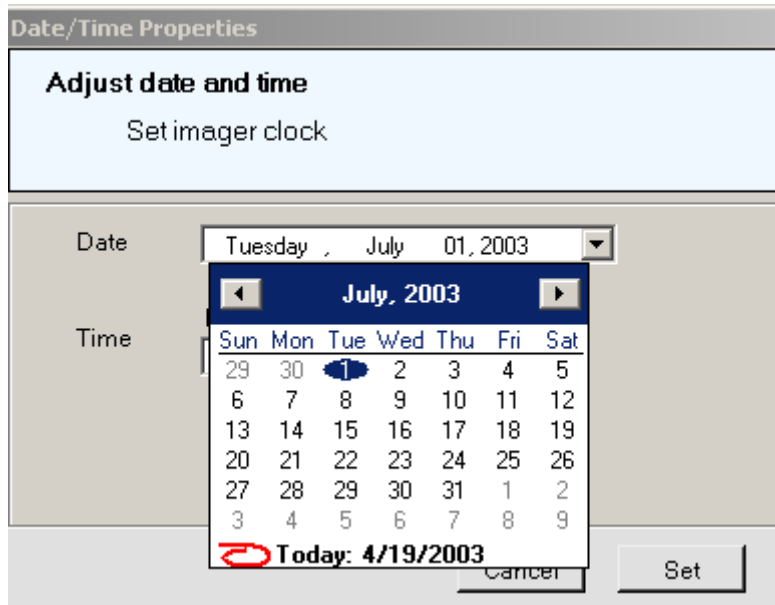 Date/Time Properties
Adjust date and time
Set imager clock
Date
Tuesday , July 01, 2003
July, 2003
Time
Sun Mon Tue Wed Thu Fri Sat
29 30 1 2 3 4 5
6 7 8 9 10 11 12
13 14 15 16 17 18 19
20 21 22 23 24 25 26
27 28 29 30 31 1 2
3 4 5 6 7 8 9
Today: 4/19/2003
Cancel
Set